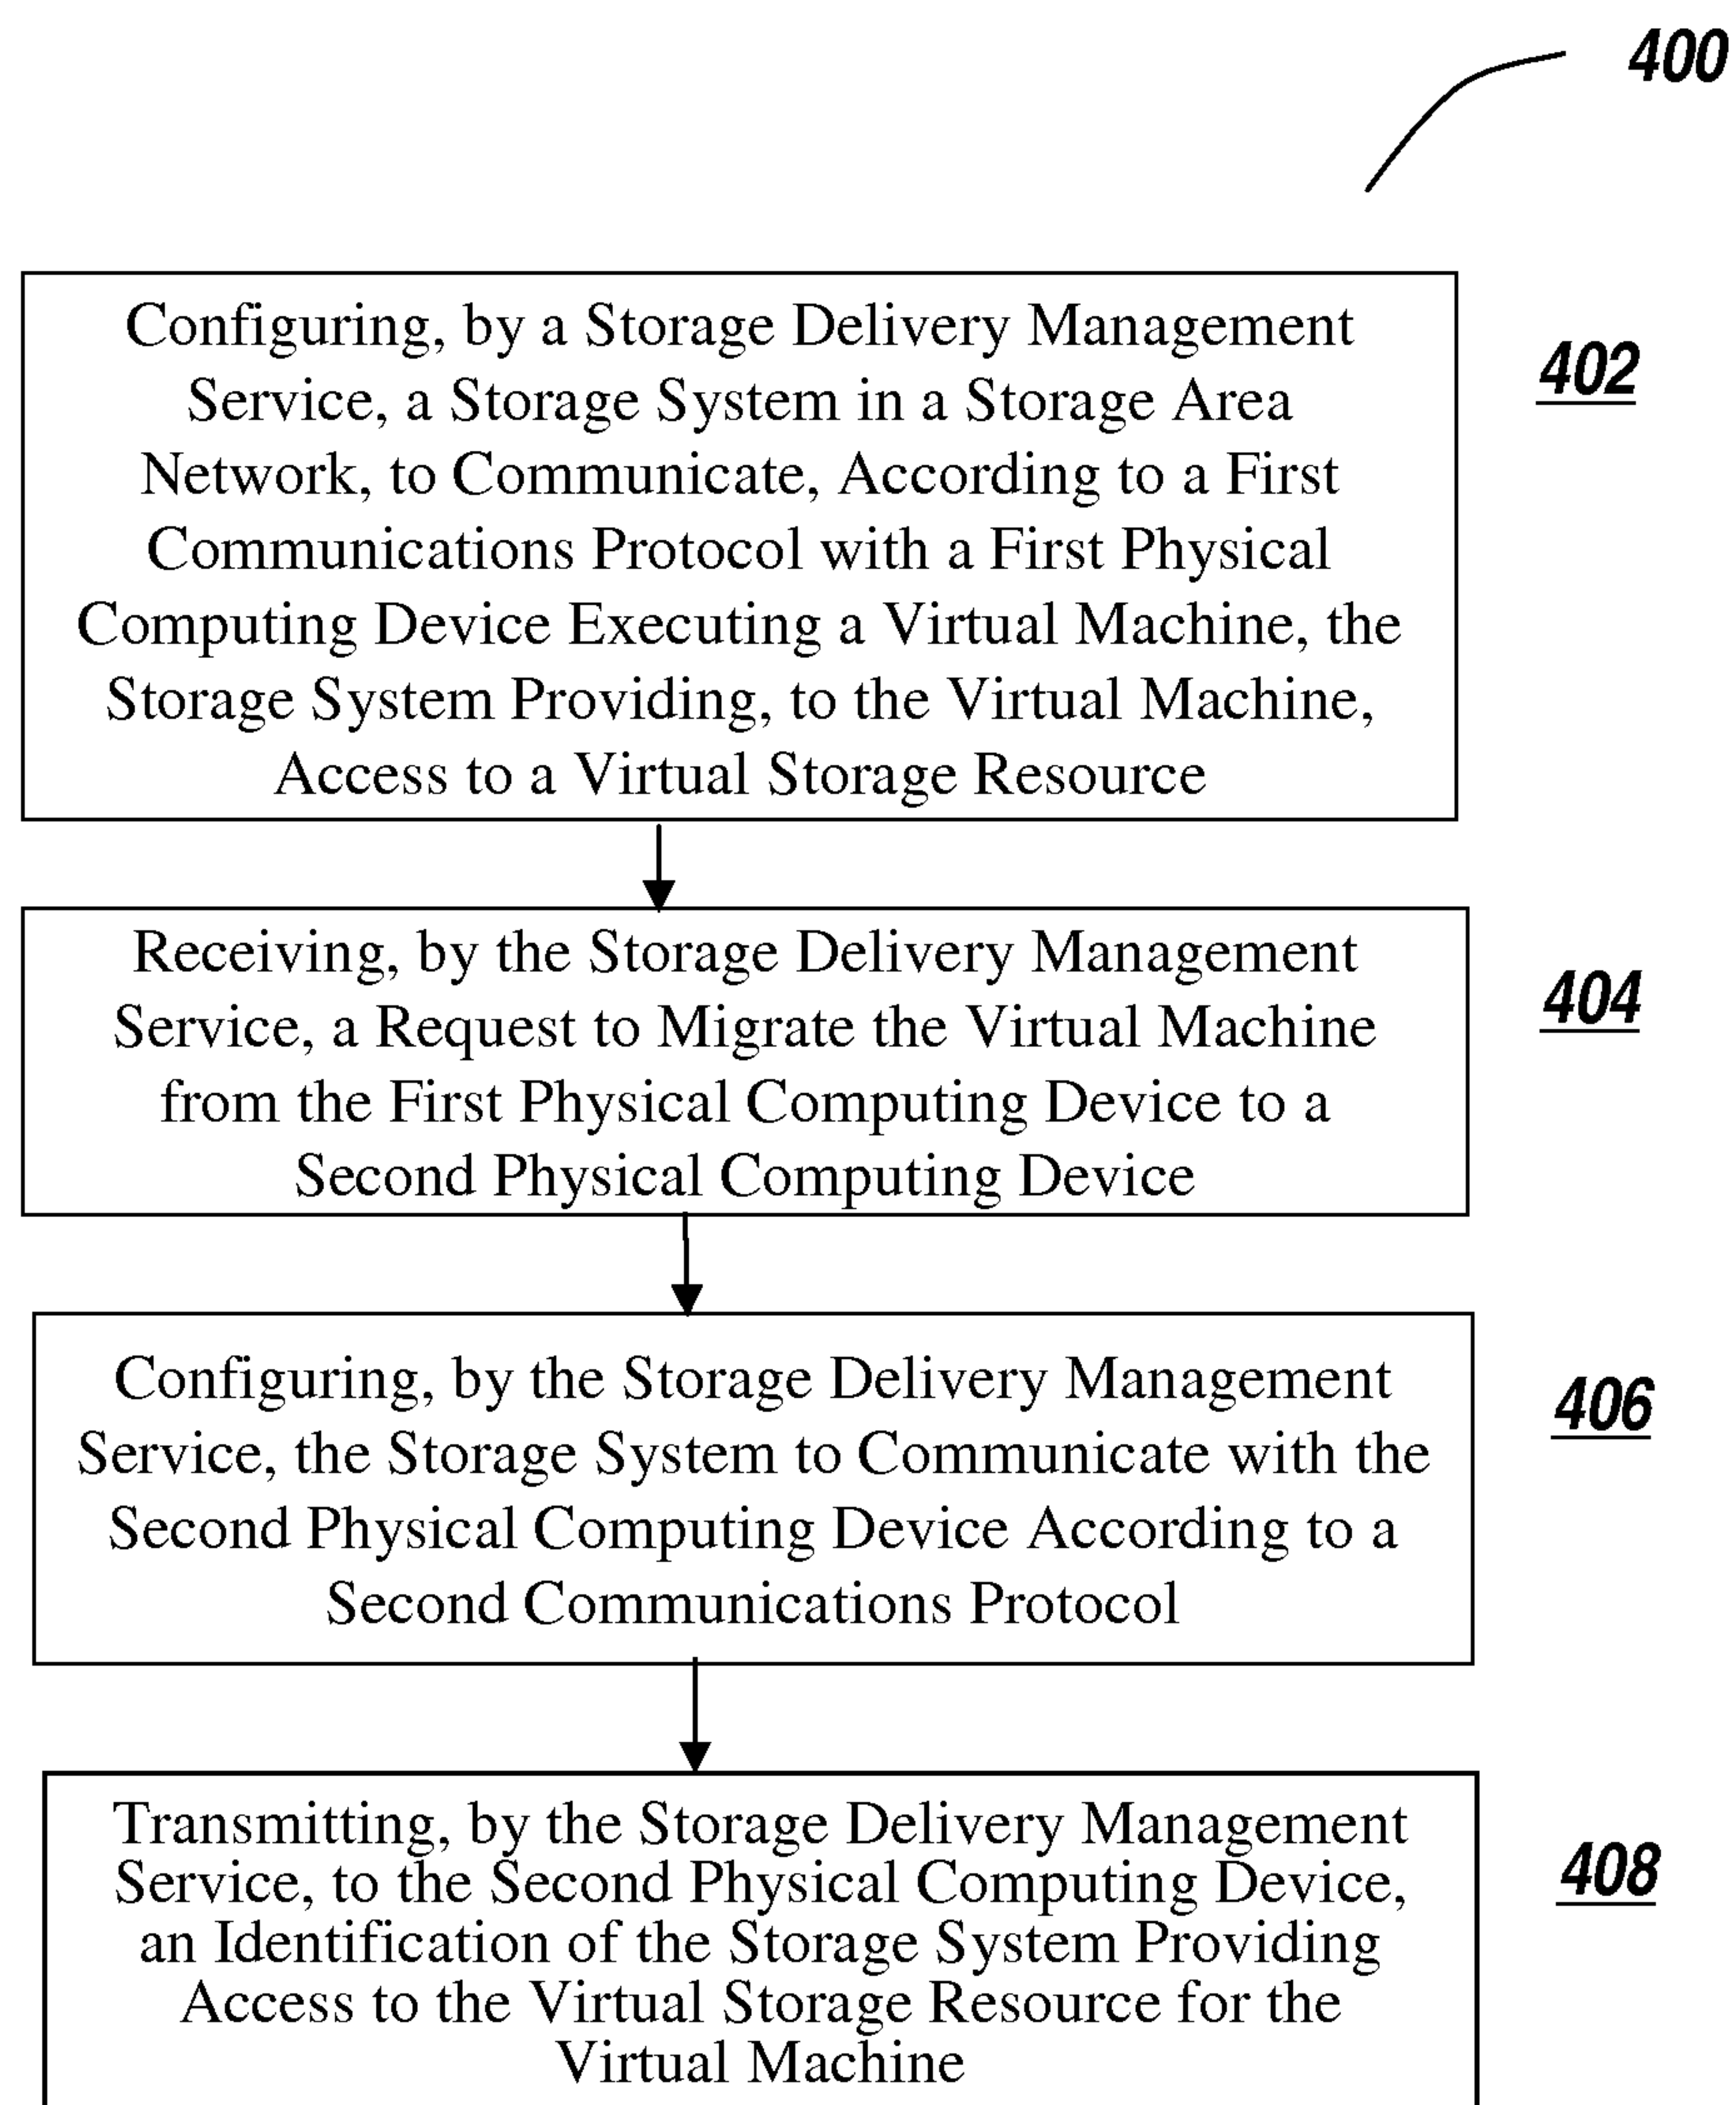 400
Configuring, by a Storage Delivery Management
Service, a Storage System in a Storage Area
Network, to Communicate, According to a First
Communications Protocol with a First Physical
Computing Device Executing a Virtual Machine, the
Storage System Providing, to the Virtual Machine,
Access to a Virtual Storage Resource
402
Receiving, by the Storage Delivery Management
Service, a Request to Migrate the Virtual Machine
from the First Physical Computing Device to a
Second Physical Computing Device
404
Configuring, by the Storage Delivery Management
Service, the Storage System to Communicate with the
Second Physical Computing Device According to a
Second Communications Protocol
406
Transmitting, by the Storage Delivery Management
Service, to the Second Physical Computing Device,
an Identification of the Storage System Providing
Access to the Virtual Storage Resource for the
Virtual Machine
408